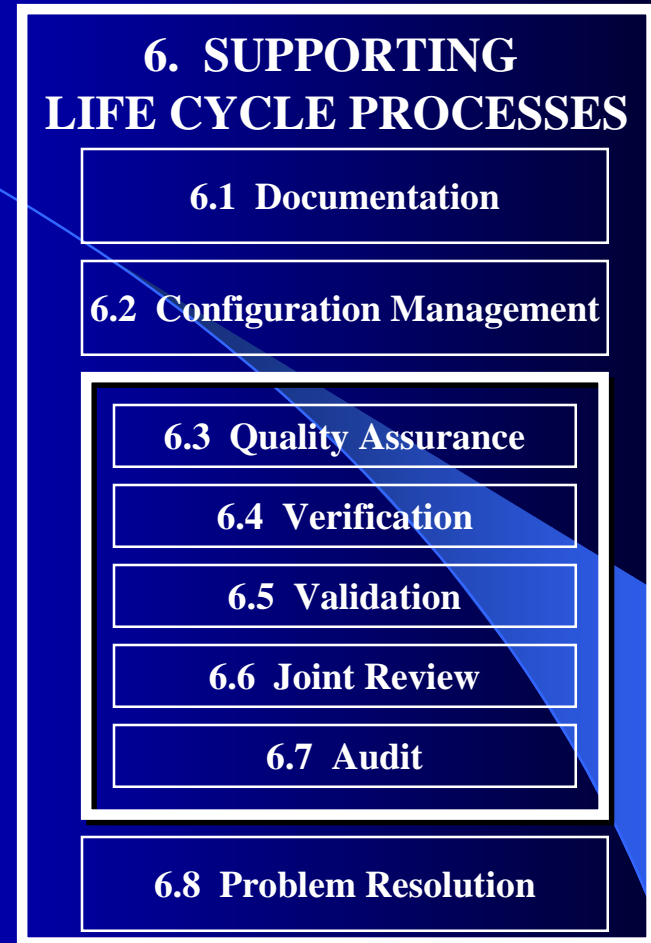 6. SUPPORTING
LIFE CYCLE PROCESSES
6.1 Documentation
6.2 Configuration Management
6.3 Quality Assurance
6.4 Verification
6.5 Validation
6.6 Joint Review
6.7 Audit
6.8 Problem Resolution